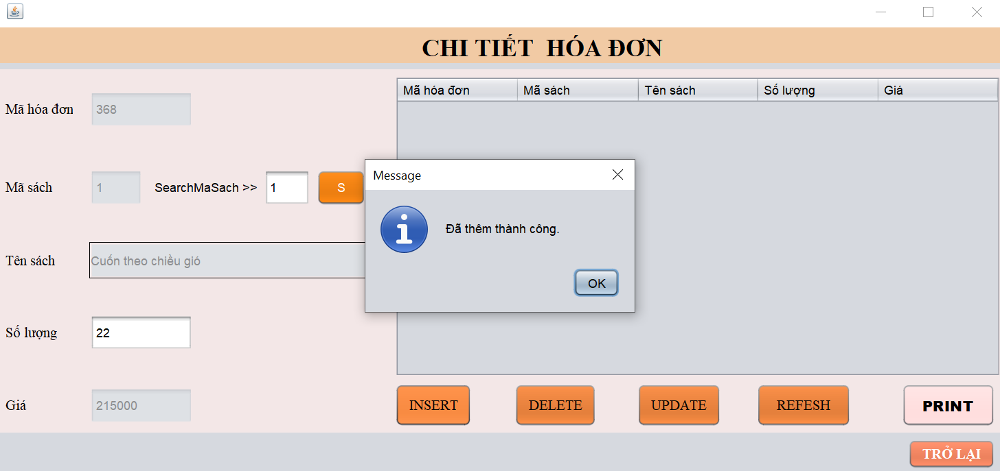 CHI TIẾT HÓA ĐƠN
Mã hóa đơn 368
Mã sách 1 SearchMaSach >> 1 S
Tên sách Cuốn theo chiều gió
Số lượng 22
Giá 215000
Mã hóa đơn Mã sách Tên sách Số lượng Giá
Message
Đã thêm thành công.
OK
INSERT DELETE UPDATE REFESH PRINT
TRỞ LẠI